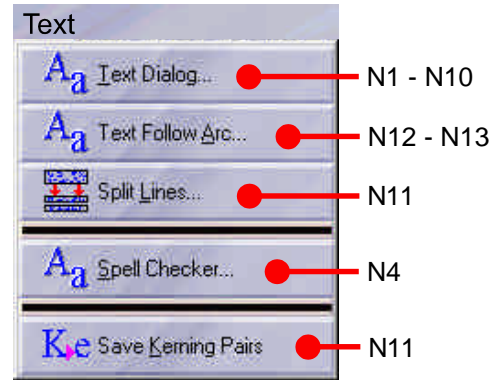 Text
Aa Text Dialog... N1 - N10
Aa Text Follow Arc... N12 - N13
Split Lines... N11
Aa Spell Checker... N4
Ke Save Kerning Pairs N11